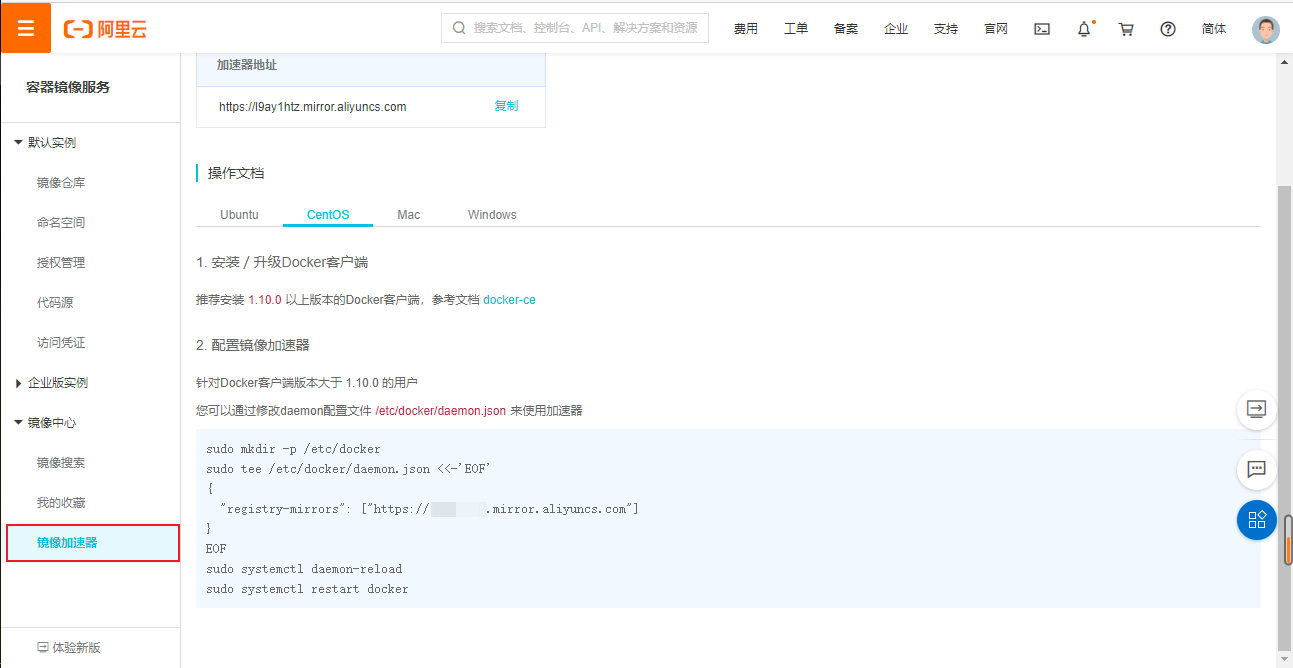 阿里云
搜索文档、控制台、API、解决方案和资源
费用
工单
备案
企业
支持
官网
简体
容器镜像服务
默认实例
镜像仓库
命名空间
授权管理
代码源
访问凭证
企业版实例
镜像中心
镜像搜索
我的收藏
镜像加速器
体验新版
加速器地址
https://l9ay1htz.mirror.aliyuncs.com 复制
操作文档
Ubuntu CentOS Mac Windows
1. 安装 / 升级Docker客户端
推荐安装 1.10.0 以上版本的Docker客户端，参考文档 docker-ce
2. 配置镜像加速器
针对Docker客户端版本大于 1.10.0 的用户
您可以通过修改daemon配置文件 /etc/docker/daemon.json 来使用加速器
sudo mkdir -p /etc/docker
sudo tee /etc/docker/daemon.json <<-'EOF'
{
"registry-mirrors": ["https:// .mirror.aliyuncs.com"]
}
EOF
sudo systemctl daemon-reload
sudo systemctl restart docker